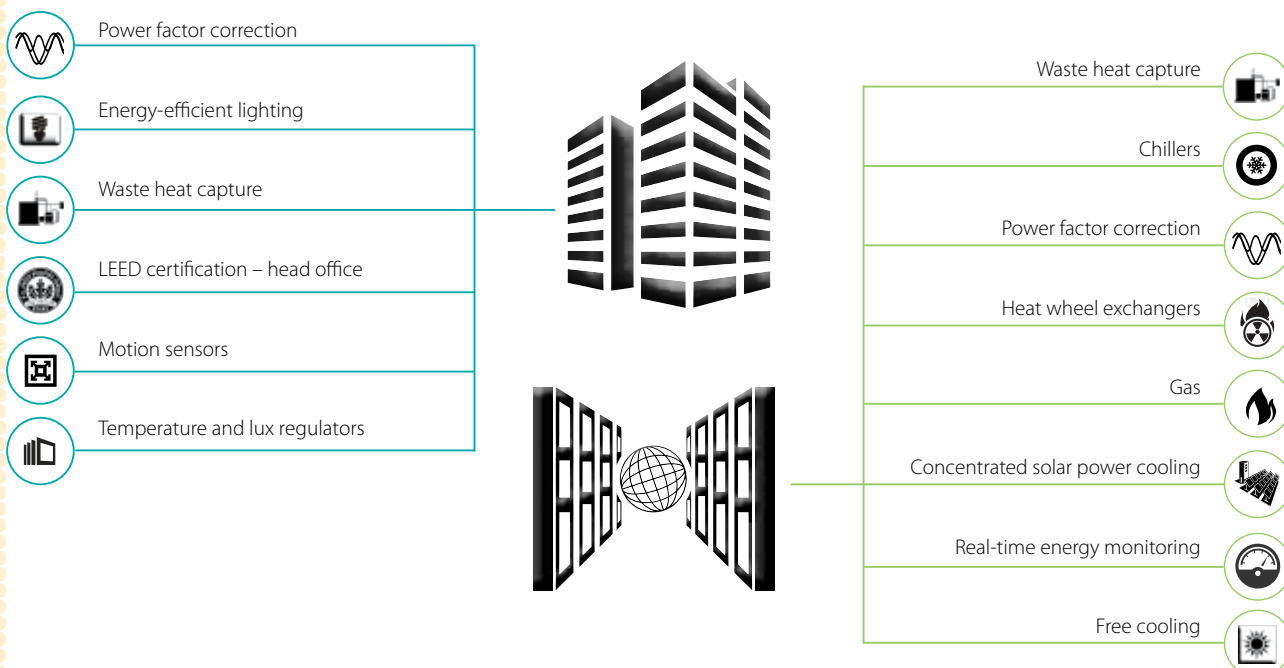 Power factor correction
Energy-efficient lighting
Waste heat capture
LEED certification – head office
Motion sensors
Temperature and lux regulators
Waste heat capture
Chillers
Power factor correction
Heat wheel exchangers
Gas
Concentrated solar power cooling
Real-time energy monitoring
Free cooling